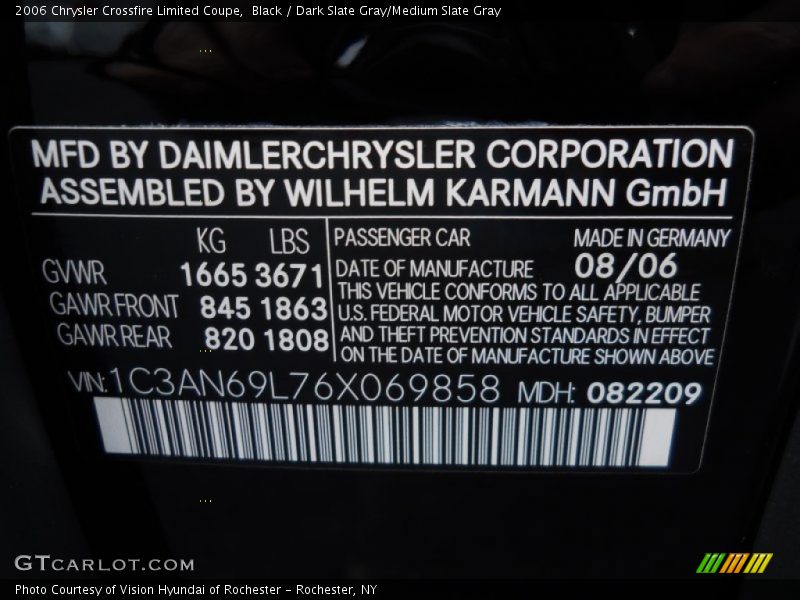 2006 Chrysler Crossfire Limited Coupe, Black / Dark Slate Gray/Medium Slate Gray
MFD BY DAIMLERCHRYSLER CORPORATION
ASSEMBLED BY WILHELM KARMANN GmbH
KG LBS
GVWR 1665 3671
GAWR FRONT 845 1863
GAWR REAR 820 1808
PASSENGER CAR MADE IN GERMANY
DATE OF MANUFACTURE 08/06
THIS VEHICLE CONFORMS TO ALL APPLICABLE
U.S. FEDERAL MOTOR VEHICLE SAFETY, BUMPER
AND THEFT PREVENTION STANDARDS IN EFFECT
ON THE DATE OF MANUFACTURE SHOWN ABOVE
VIN: 1C3AN69L76X069858 MDH: 082209
GTCARLOT.COM
Photo Courtesy of Vision Hyundai of Rochester - Rochester, NY